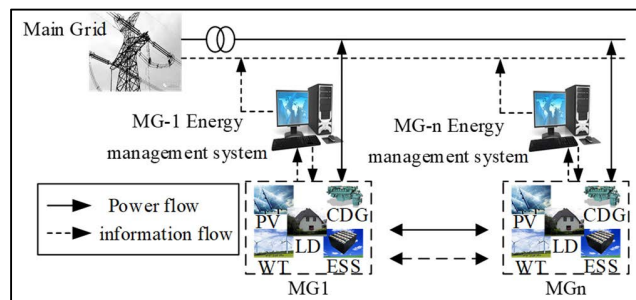 Main Grid
MG-1 Energy
management system
MG-n Energy
management system
Power flow
information flow
PV
CDG
LD
WT
ESS
MG1
PV
CDG
LD
WT
ESS
MGn